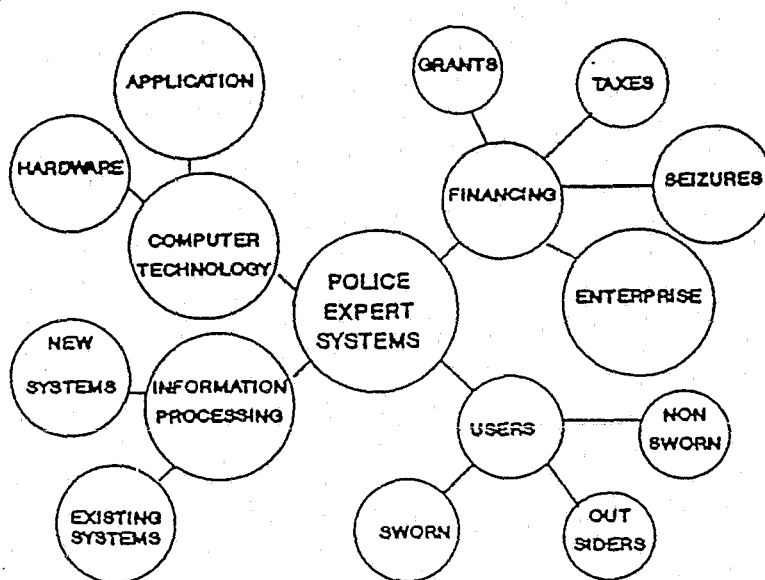 APPLICATION
HARDWARE
COMPUTER
TECHNOLOGY
GRANTS
TAXES
FINANCING
SEIZURES
ENTERPRISE
POLICE
EXPERT
SYSTEMS
NEW
SYSTEMS
INFORMATION
PROCESSING
EXISTING
SYSTEMS
USERS
NON
SWORN
SWORN
OUT
SIDERS